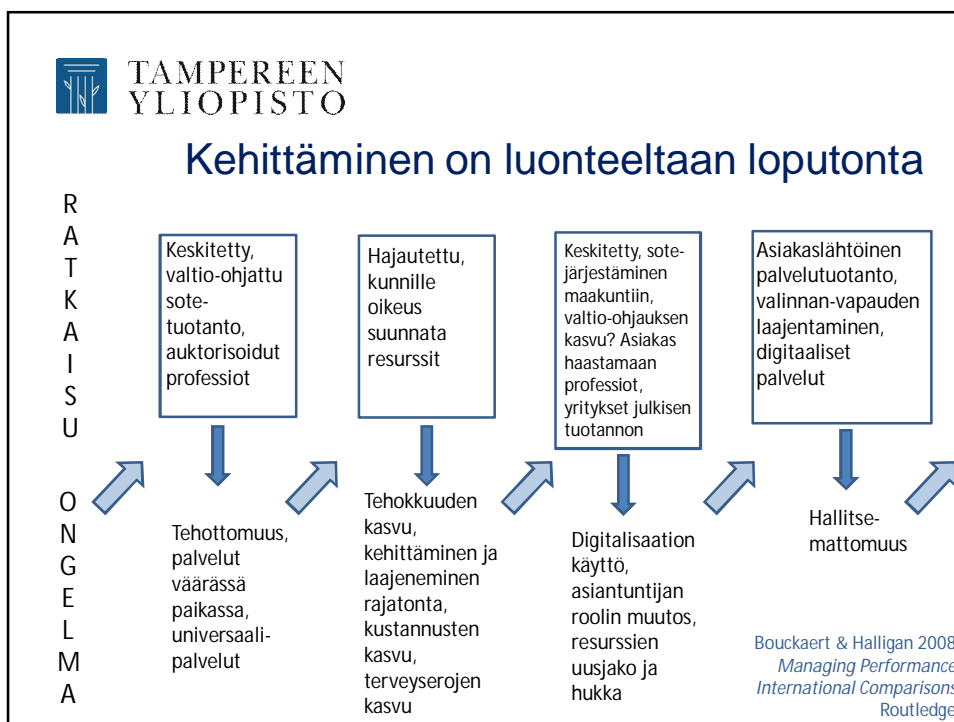 TAMPEREEN
YLIOPISTO
Kehittäminen on luonteeltaan loputonta
R
A
T
K
A
I
S
U
Keskitetty,
valtio-ohjattu
sote-
tuotanto,
auktorisoidut
professiot
Hajautettu,
kunnille
oikeus
suunnata
resurssit
Keskitetty, sote-
järjestäminen
maakuntiin,
valtio-ohjauksen
kasvu? Asiakas
haastamaan
professiot,
yritykset julkisen
tuotannon
Asiakaslähtöinen
palvelutuotanto,
valinnan-vapauden
laajentaminen,
digitaaliset
palvelut
O
N
G
E
L
M
A
Tehottomuus,
palvelut
väärässä
paikassa,
universaali-
palvelut
Tehokkuuden
kasvu,
kehittäminen ja
laajeneminen
rajatonta,
kustannusten
kasvu,
terveyserojen
kasvu
Digitalisaation
käyttö,
asiantuntijan
roolin muutos,
resurssien
uusjako ja
hukka
Hallitse-
mattomuus
Bouckaert & Halligan 2008
Managing Performance
International Comparisons
Routledge